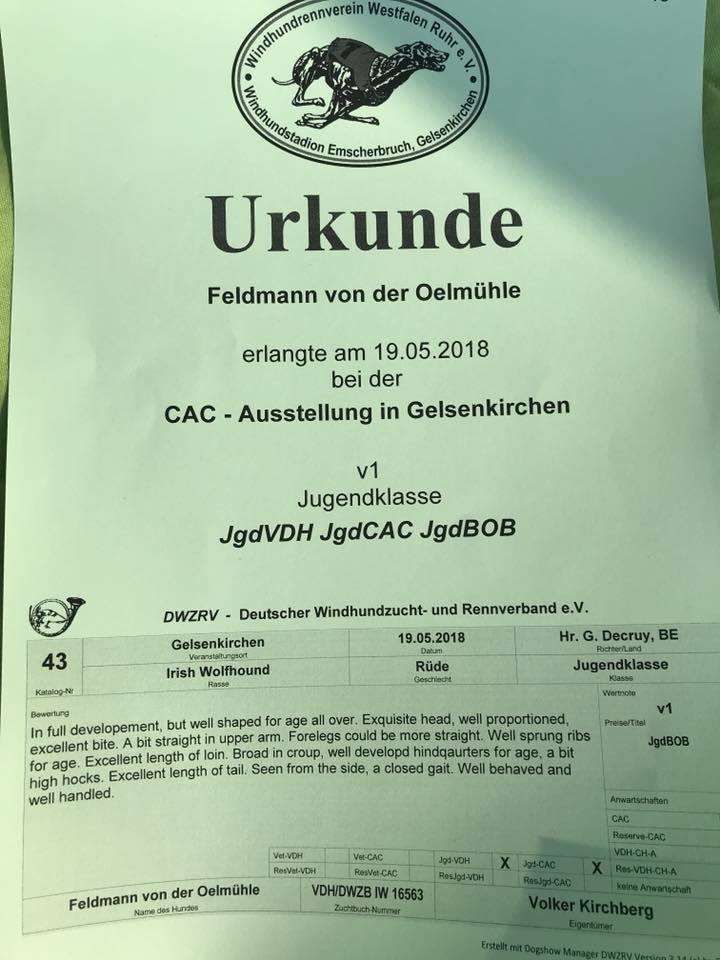 Windhundrennverein Westfalen Ruhr e. V.
Windhundstadion Emscherbruch, Gelsenkirchen
Urkunde
Feldmann von der Oelmühle
erlangte am 19.05.2018
bei der
CAC - Ausstellung in Gelsenkirchen
v1
Jugendklasse
JgdVDH JgdCAC JgdBOB
DWZRV - Deutscher Windhundzucht- und Rennverband e.V.
43
Katalog-Nr
Gelsenkirchen
Veranstaltungsort
19.05.2018
Datum
Hr. G. Decruy, BE
Richter/Land
Irish Wolfhound
Rasse
Rüde
Geschlecht
Jugendklasse
Klasse
Bewertung
In full developement, but well shaped for age all over. Exquisite head, well proportioned,
excellent bite. A bit straight in upper arm. Forelegs could be more straight. Well sprung ribs
for age. Excellent length of loin. Broad in croup, well developd hindqaurters for age, a bit
high hocks. Excellent length of tail. Seen from the side, a closed gait. Well behaved and
well handled.
Wertnote
v1
Preise/Titel
JgdBOB
Anwartschaften
CAC
Reserve-CAC
VDH-CH-A
Res-VDH-CH-A
keine Anwartschaft
Vet-VDH Vet-CAC Jgd-VDH X Jgd-CAC X
ResVet-VDH ResVet-CAC ResJgd-VDH ResJgd-CAC
Feldmann von der Oelmühle
Name des Hundes
VDH/DWZB IW 16563
Zuchtbuch-Nummer
Volker Kirchberg
Eigentümer
Erstellt mit Dogshow Manager DWZRV Version